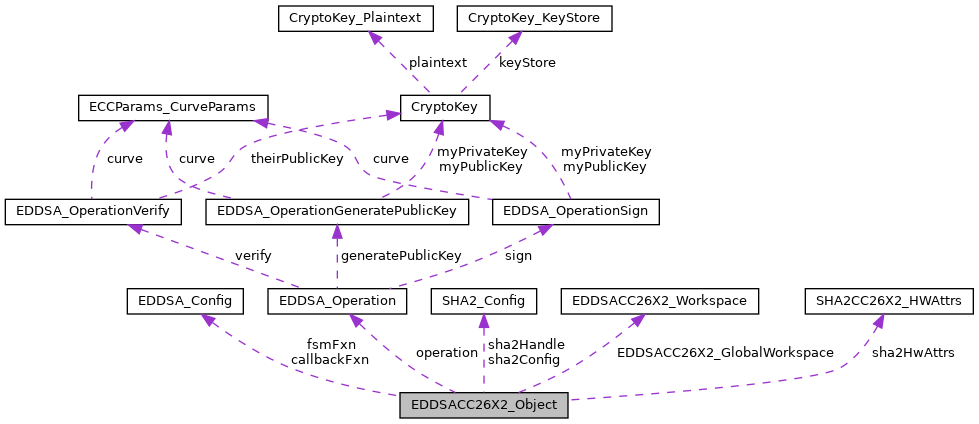 CryptoKey_Plaintext
CryptoKey_KeyStore
plaintext
keyStore
ECCParams_CurveParams
CryptoKey
curve
curve
theirPublicKey
curve
myPrivateKey
myPublicKey
myPrivateKey
myPublicKey
EDDSA_OperationVerify
EDDSA_OperationGeneratePublicKey
EDDSA_OperationSign
verify
generatePublicKey
sign
EDDSA_Config
EDDSA_Operation
SHA2_Config
EDDSACC26X2_Workspace
SHA2CC26X2_HWAttrs
fsmFxn
callbackFxn
operation
sha2Handle
sha2Config
EDDSACC26X2_GlobalWorkspace
sha2HwAttrs
EDDSACC26X2_Object